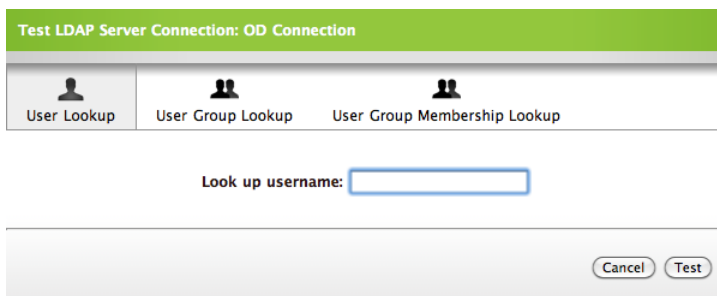 Test LDAP Server Connection: OD Connection
User Lookup User Group Lookup User Group Membership Lookup
Look up username:
Cancel Test